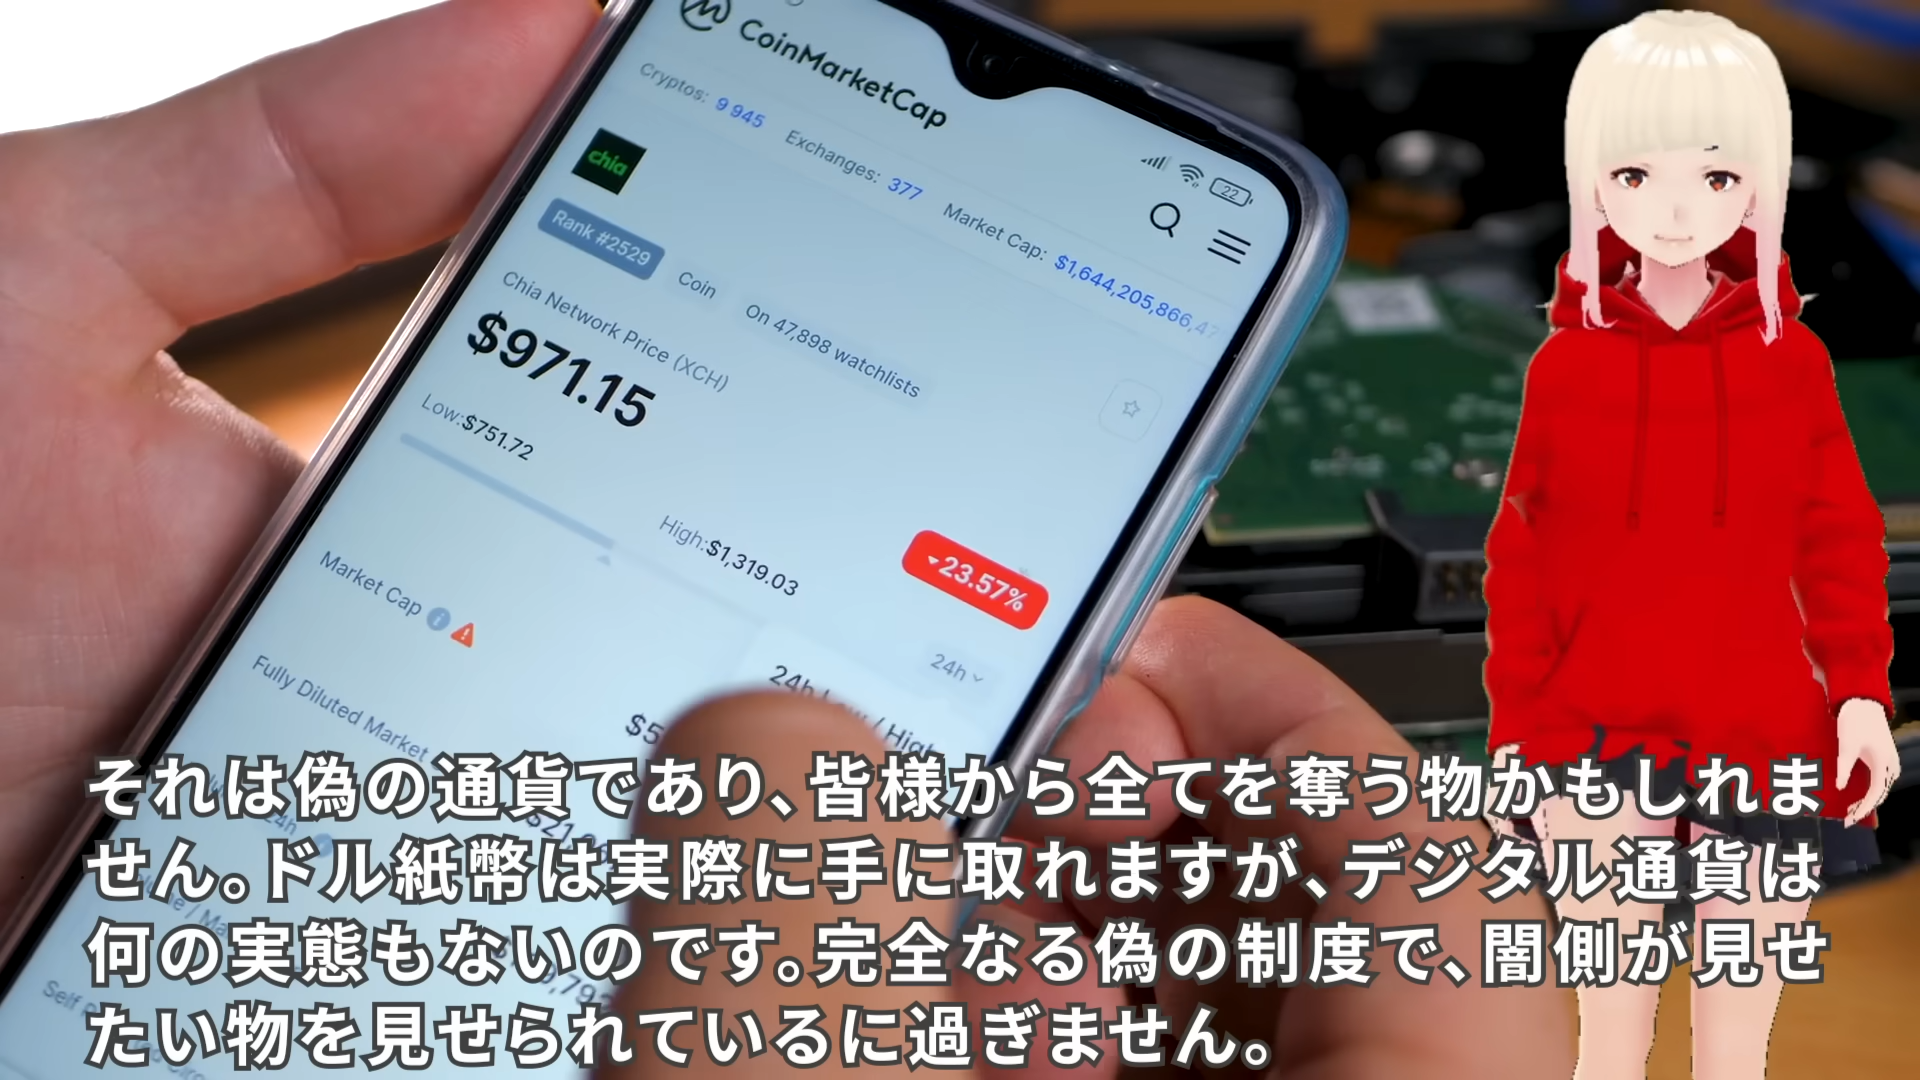 CoinMarketCap
Cryptos: 9 945 Exchanges: 377 Market Cap: $1,644,205,866,47
22
chia
Rank #2529 Coin On 47,898 watchlists
Chia Network Price (XCH)
$971.15
23.57%
Low:$751.72
High:$1,319.03
24h
Market Cap
24h Low / High
Fully Diluted Market
それは偽の通貨であり、皆様から全てを奪う物かもしれま
せん。ドル紙幣は実際に手に取れますが、デジタル通貨は
何の実態もないのです。完全なる偽の制度で、闇側が見せ
たい物を見せられているに過ぎません。